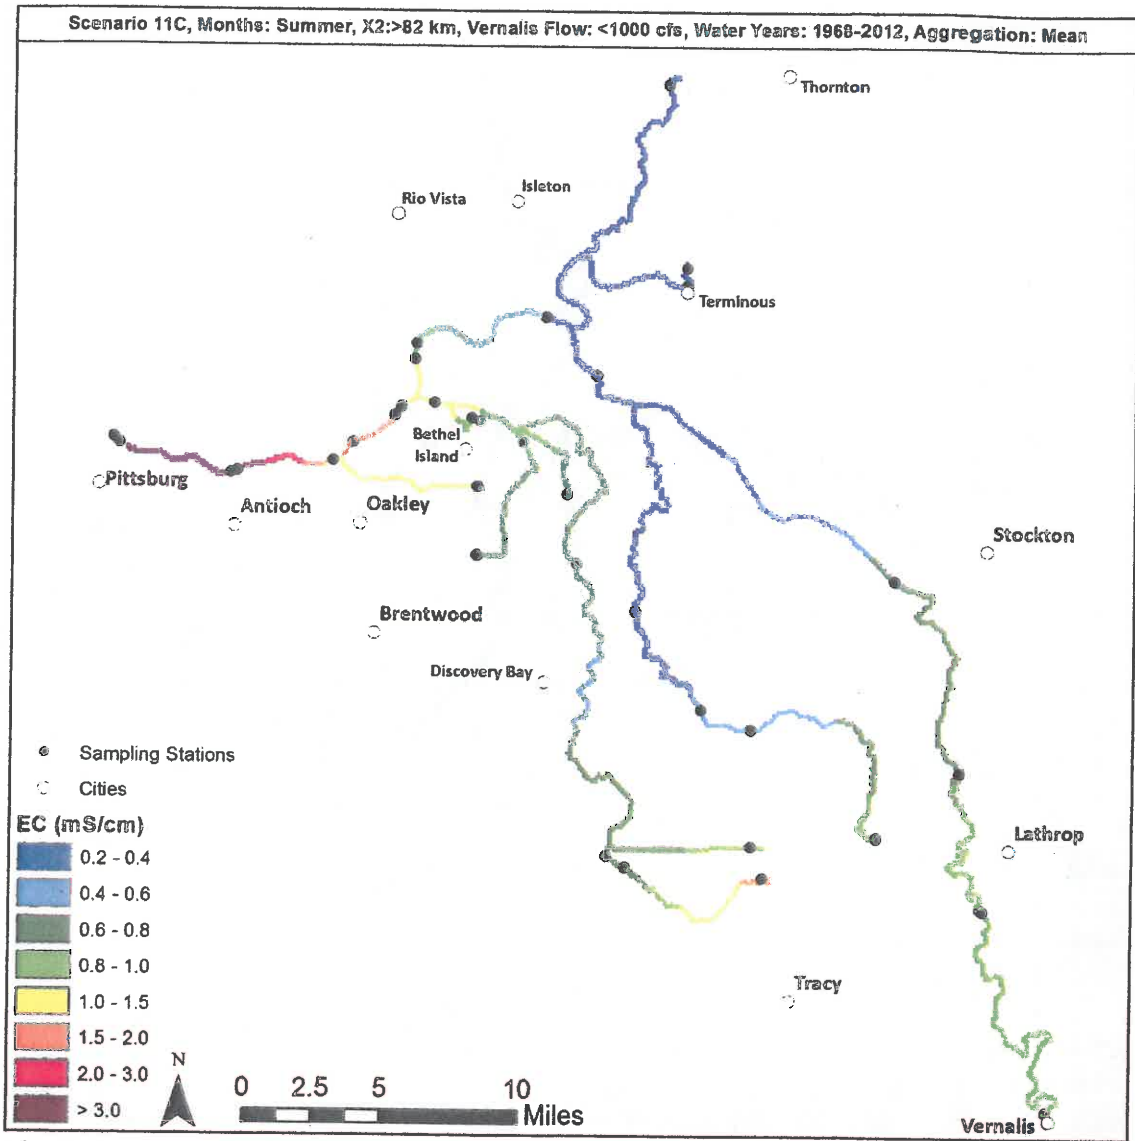 Scenario 11C, Months: Summer, X2:>82 km, Vernalis Flow: <1000 cfs, Water Years: 1968-2012, Aggregation: Mean
Thornton
Isleton
Rio Vista
Terminous
Bethel
Island
Pittsburg
Antioch
Oakley
Stockton
Brentwood
Discovery Bay
Sampling Stations
Cities
EC (mS/cm)
0.2 - 0.4
0.4 - 0.6
0.6 - 0.8
0.8 - 1.0
1.0 - 1.5
1.5 - 2.0
2.0 - 3.0
> 3.0
Lathrop
Tracy
N
0 2.5 5 10
Miles
Vernalis